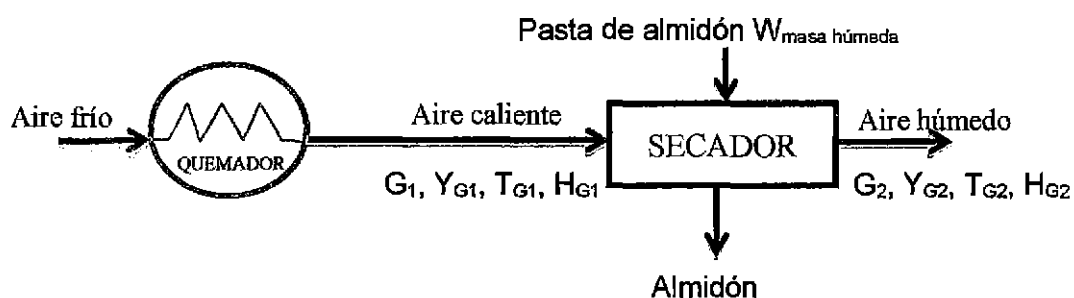 Pasta de almidón W masa húmeda
Aire frío
QUEMADOR
Aire caliente
G1, YG1, TG1, HG1
SECADOR
Aire húmedo
G2, YG2, TG2, HG2
Almidón